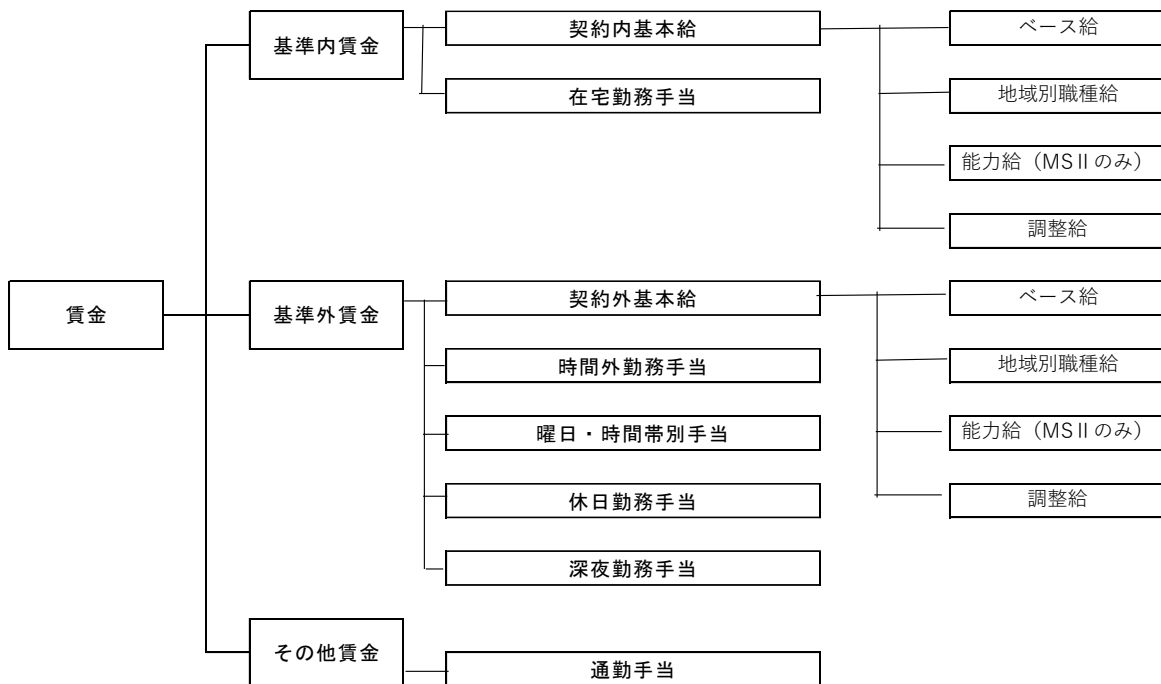 基準内賃金
契約内基本給
ベース給
在宅勤務手当
地域別職種給
能力給（MSⅡのみ）
調整給
賃金
基準外賃金
契約外基本給
ベース給
時間外勤務手当
地域別職種給
曜日・時間帯別手当
能力給（MSⅡのみ）
休日勤務手当
調整給
深夜勤務手当
その他賃金
通勤手当